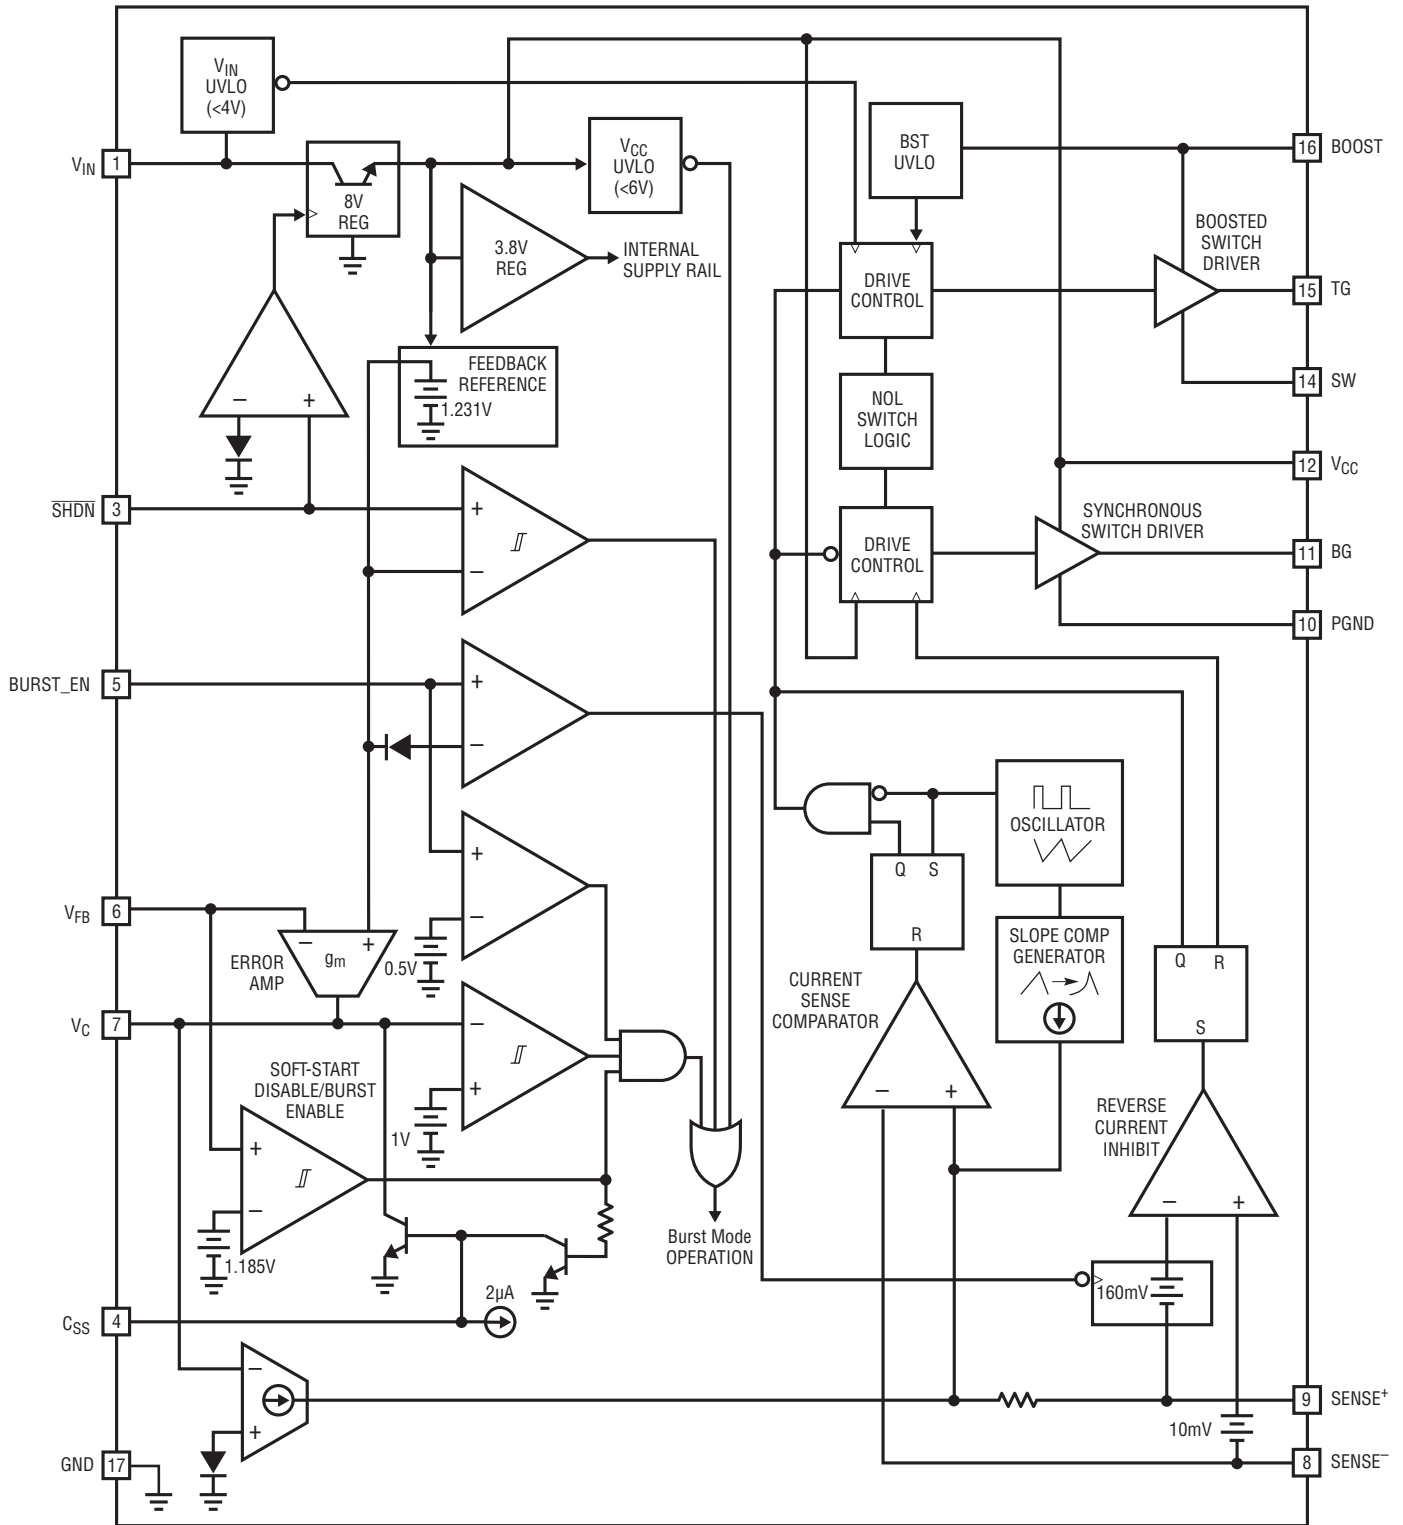 VIN
UVLO
(<4V)
VCC
UVLO
(<6V)
BST
UVLO
VIN
1
16
BOOST
8V
REG
3.8V
REG
INTERNAL
SUPPLY RAIL
BOOSTED
SWITCH
DRIVER
DRIVE
CONTROL
15
TG
FEEDBACK
REFERENCE
1.231V
− +
NOL
SWITCH
LOGIC
14
SW
12
VCC
SHDN
3
+
−
SYNCHRONOUS
SWITCH DRIVER
DRIVE
CONTROL
11
BG
10
PGND
BURST_EN
5
+
−
OSCILLATOR
+
−
0.5V
Q S
R
VFB
6
− +
gm
ERROR
AMP
SLOPE COMP
GENERATOR
Q R
S
CURRENT
SENSE
COMPARATOR
VC
7
−
+
1V
SOFT-START
DISABLE/BURST
ENABLE
− +
REVERSE
CURRENT
INHIBIT
+
−
1.185V
− +
Burst Mode
OPERATION
160mV
2µA
CSS
4
−
+
9
SENSE+
10mV
GND
17
8
SENSE−